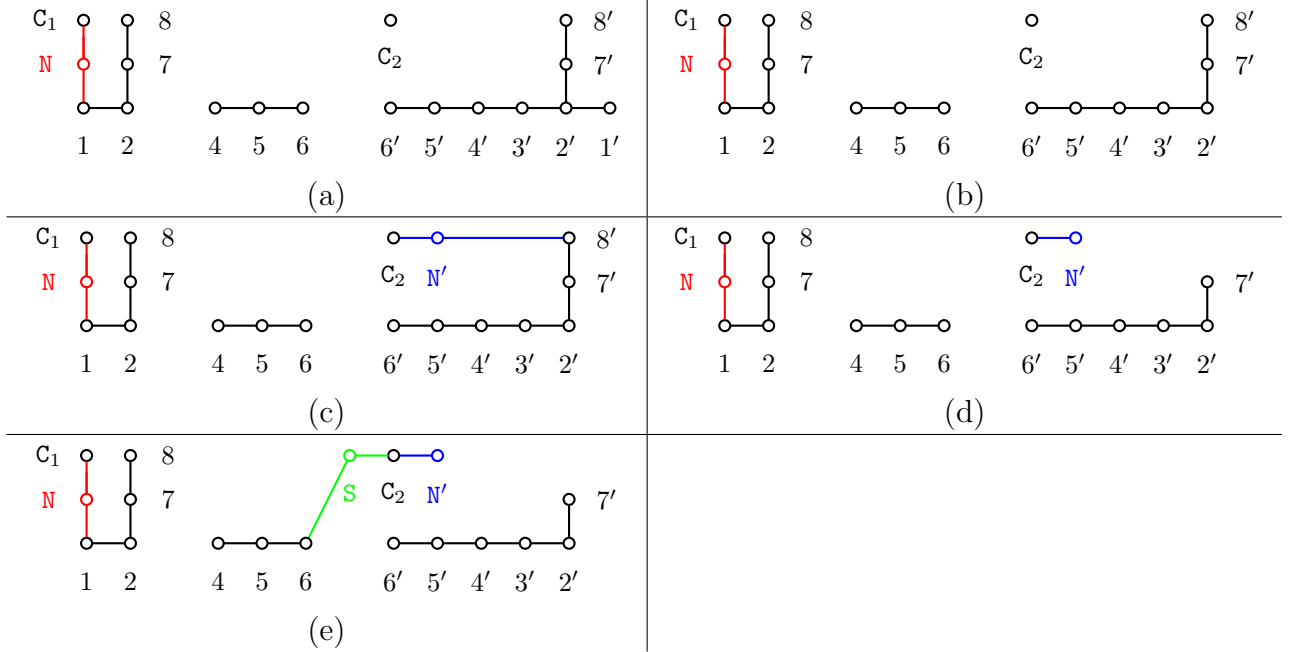 C₁ 8 8′ C₁ 8 8′
C₂ C₂
N 7 7′ N 7 7′
1 2 4 5 6 6′ 5′ 4′ 3′ 2′ 1′ 1 2 4 5 6 6′ 5′ 4′ 3′ 2′
(a) (b)
C₁ 8 8′ C₁ 8
N 7 C₂ N′ 7′ N 7 C₂ N′ 7′
1 2 4 5 6 6′ 5′ 4′ 3′ 2′ 1 2 4 5 6 6′ 5′ 4′ 3′ 2′
(c) (d)
C₁ 8
N 7 S C₂ N′ 7′
1 2 4 5 6 6′ 5′ 4′ 3′ 2′
(e)